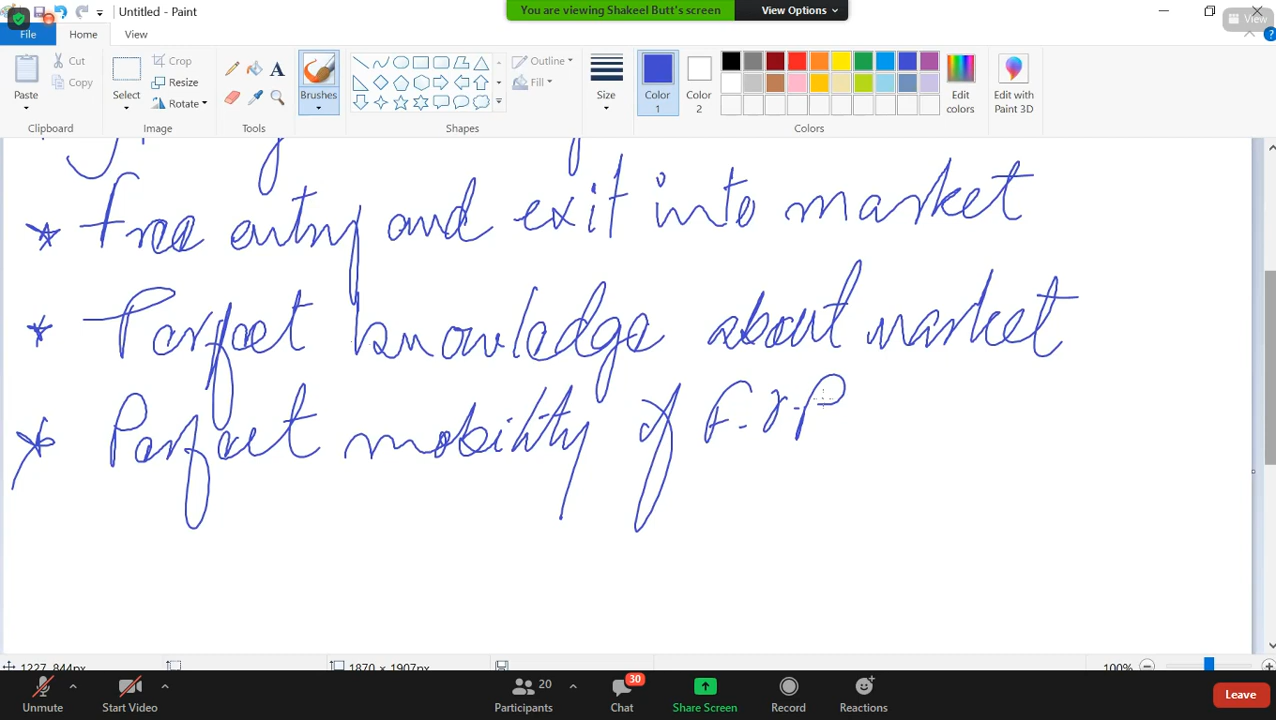 Untitled - Paint
You are viewing Shakeel Butt's screen
View Options
View
File
Home
View
Paste
Cut
Copy
Select
Crop
Resize
Rotate
Brushes
Outline
Fill
Size
Color 1
Color 2
Edit colors
Edit with Paint 3D
Clipboard
Image
Tools
Shapes
Colors
* Free entry and exit into market
* Perfect knowledge about market
* Perfect mobility of F.
1227, 844px
1870 × 1907px
100%
Unmute
Start Video
20
Participants
30
Chat
Share Screen
Record
Reactions
Leave